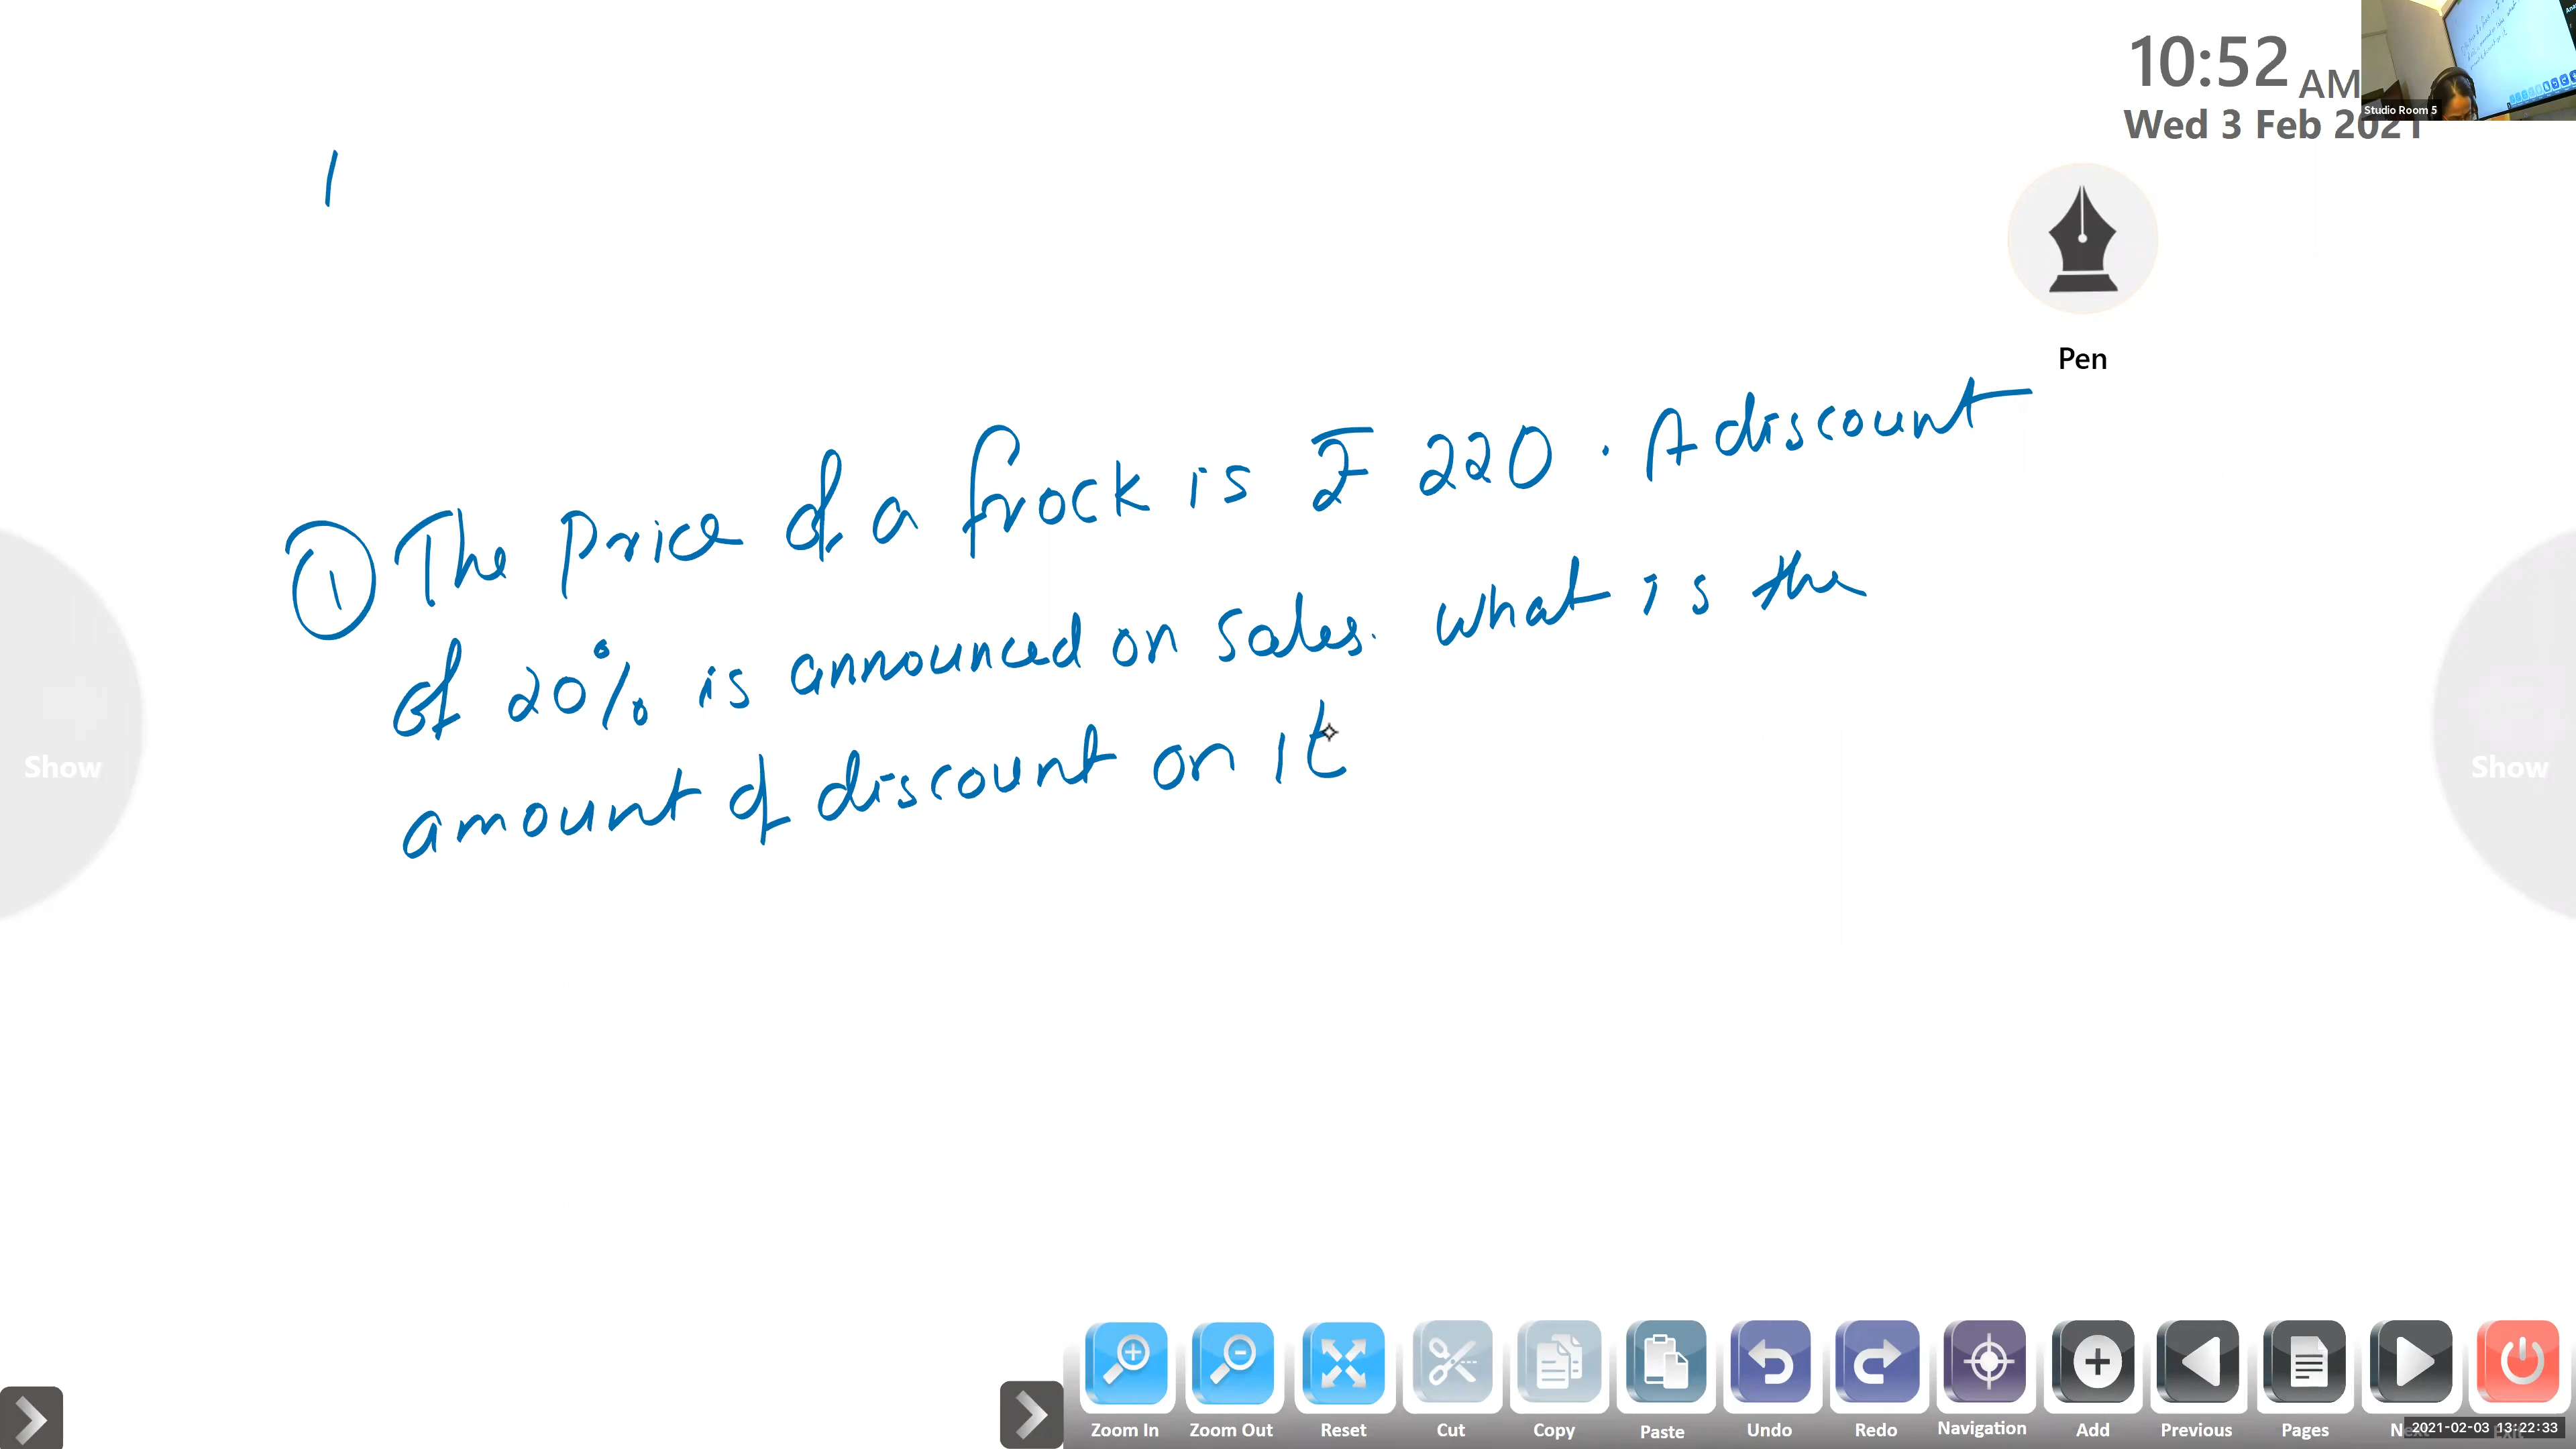 10:52 AM
Studio Room 5
Wed 3 Feb 2021
1
Pen
① The Price of a frock is ₹ 220 . A discount
of 20% is announced on sales. What is the
amount of discount on it
Show
Show
Zoom In
Zoom Out
Reset
Cut
Copy
Paste
Undo
Redo
Navigation
Add
Previous
Pages
2021-02-03 13:22:33